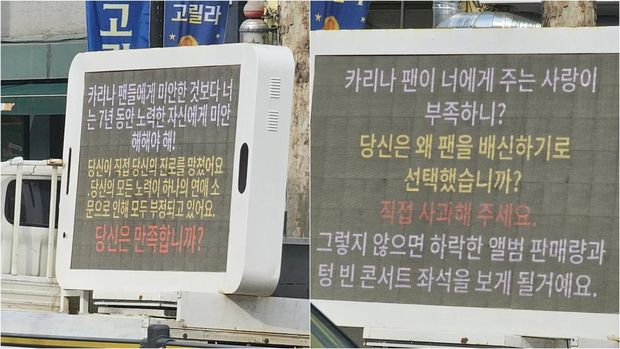 고릴라
카리나 팬들에게 미안한 것보다 너
는 7년 동안 노력한 자신에게 미안
해해야 해!
당신이 직접 당신의 진로를 망쳤어요
.당신의 모든 노력이 하나의 연애 소
문으로 인해 모두 부정되고 있어요.
당신은 만족합니까?
고릴라
카리나 팬이 너에게 주는 사랑이
부족하니?
당신은 왜 팬을 배신하기로
선택했습니까?
직접 사과해 주세요.
그렇지 않으면 하락한 앨범 판매량과
텅 빈 콘서트 좌석을 보게 될거예요.